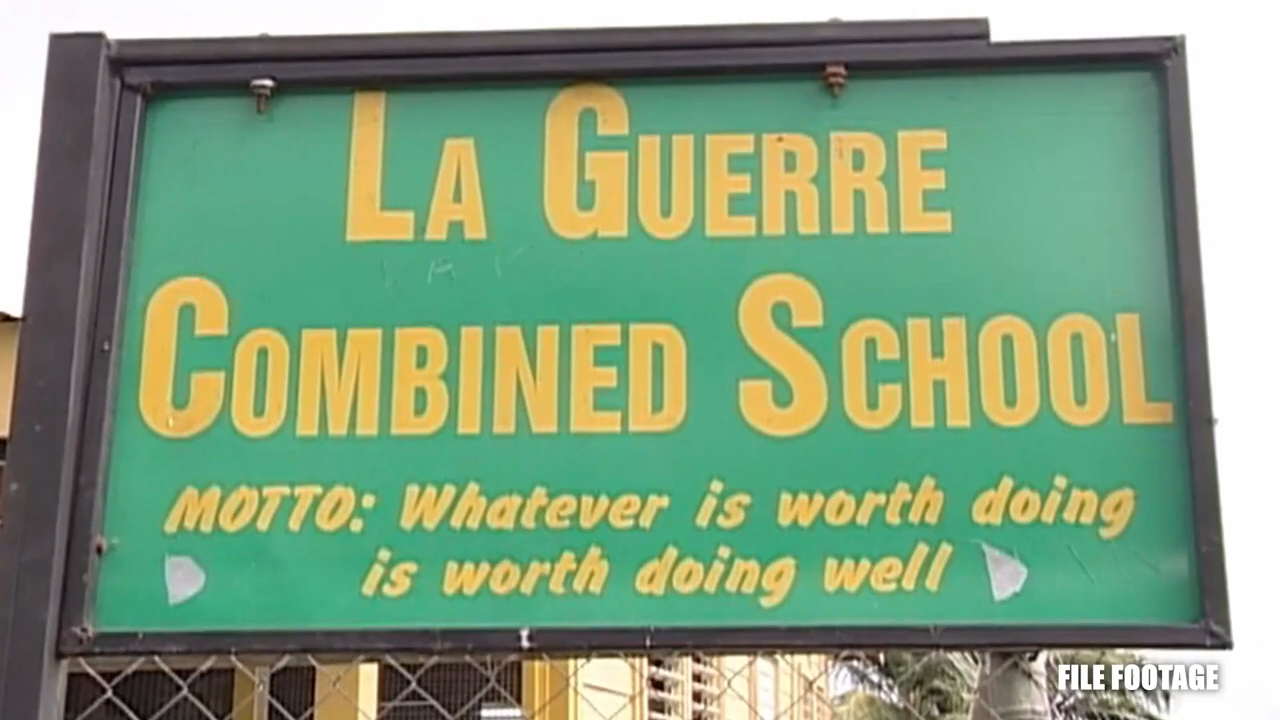 LA GUERRE
COMBINED SCHOOL
MOTTO: Whatever is worth doing
is worth doing well
FILE FOOTAGE